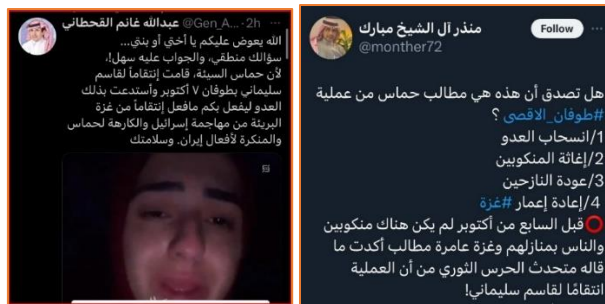 عبدالله غانم القحطاني @Gen_A... · 2h
الله يعوض عليكم يا أختي أو بنتي...
سؤالك منطقي، والجواب عليه سهل!،
لأن حماس السيئة، قامت إنتقاماً لقاسم
سليماني بطوفان ٧ أكتوبر وأستدعت بذلك
العدو ليفعل بكم مافعل إنتقاماً من غزة
البريئة من مهاجمة إسرائيل والكارهة لحماس
والمنكرة لأفعال إيران. وسلامتك
منذر آل الشيخ مبارك
@monther72
Follow
هل تصدق أن هذه هي مطالب حماس من عملية
#طوفان_الاقصى ؟
1/انسحاب العدو
2/إغاثة المنكوبين
3/عودة النازحين
4/إعادة إعمار #غزة
⭕قبل السابع من أكتوبر لم يكن هناك منكوبين
والناس بمنازلهم وغزة عامرة مطالب أكدت ما
قاله متحدث الحرس الثوري من أن العملية
انتقامًا لقاسم سليماني!